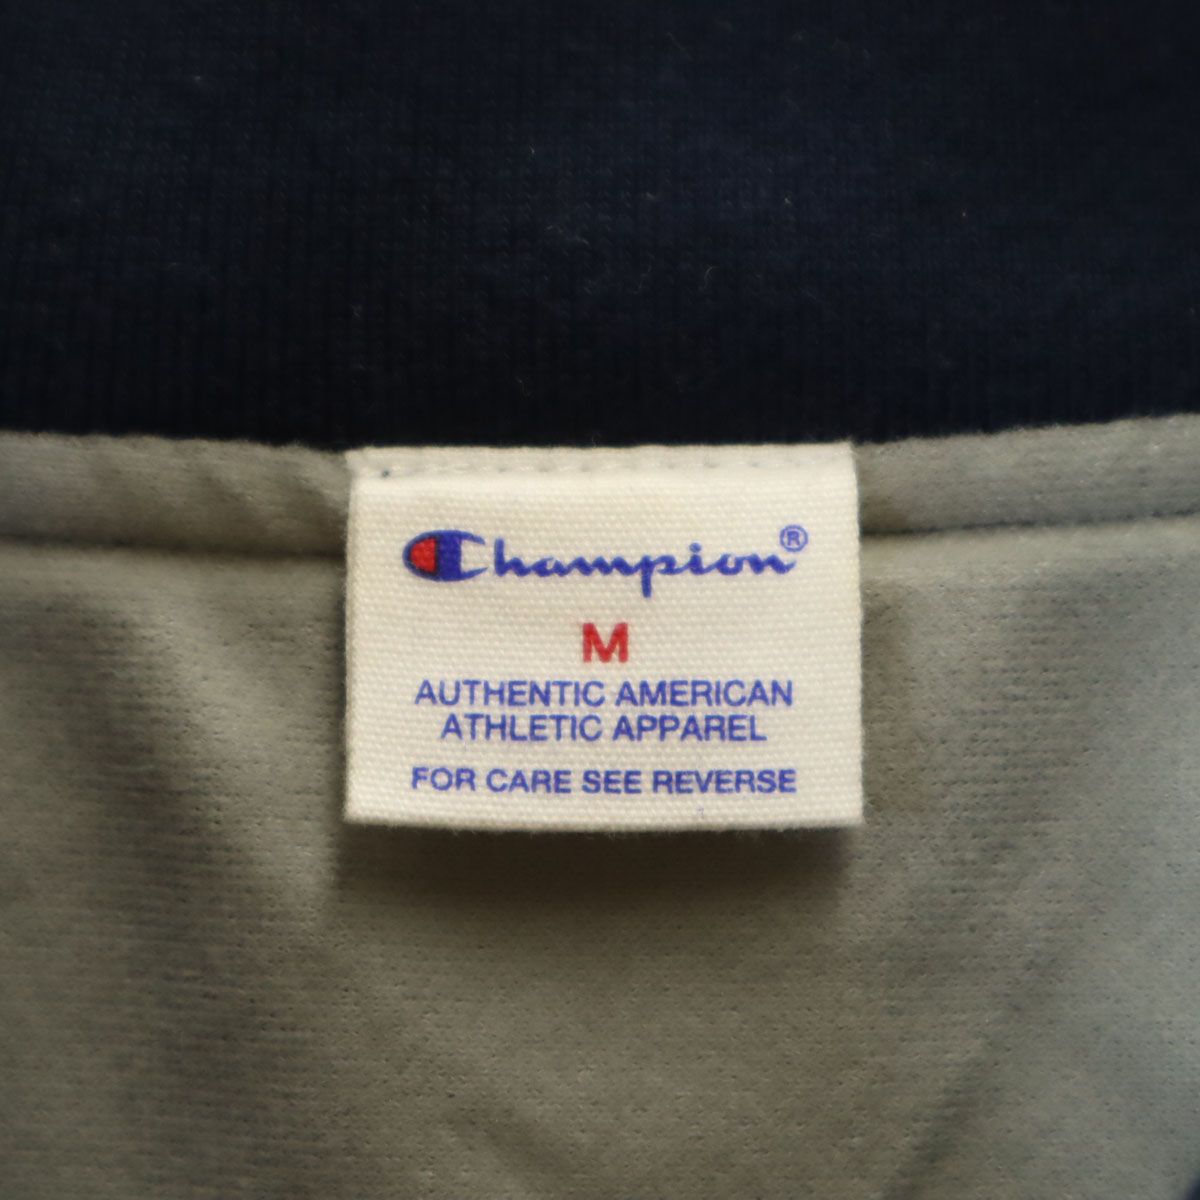 Champion®
M
AUTHENTIC AMERICAN
ATHLETIC APPAREL
FOR CARE SEE REVERSE